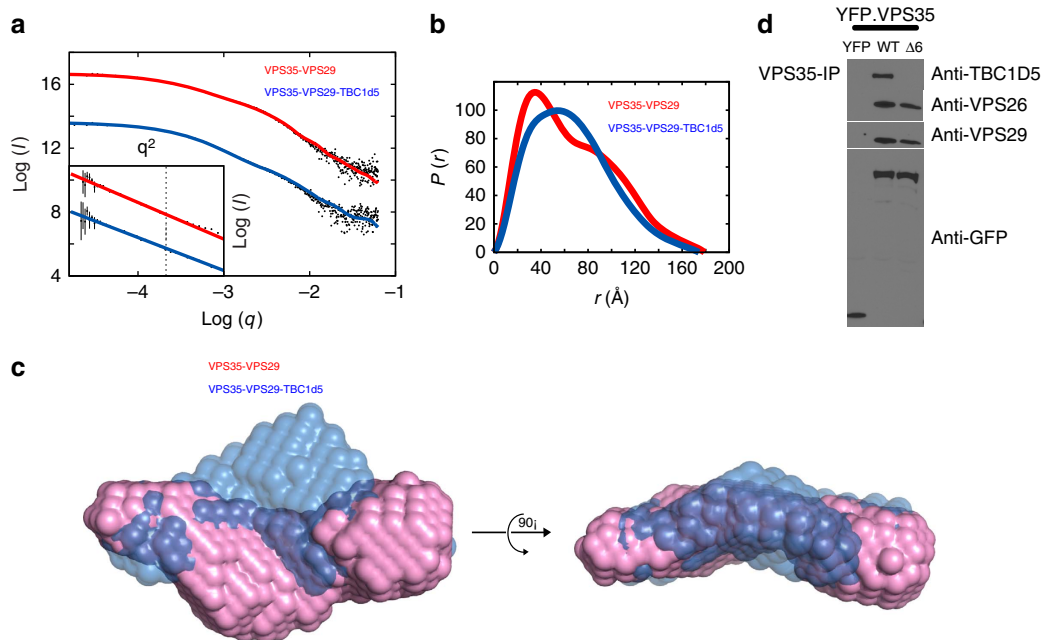 a
16
12
8
4
Log (I)
VPS35-VPS29
VPS35-VPS29-TBC1d5
q²
Log (I)
−4
−3
−2
−1
Log (q)
b
100
80
60
40
20
0
P (r)
VPS35-VPS29
VPS35-VPS29-TBC1d5
0
40
80
120
160
200
r (Å)
d
YFP.VPS35
YFP WT Δ6
VPS35-IP
Anti-TBC1D5
Anti-VPS26
Anti-VPS29
Anti-GFP
c
VPS35-VPS29
VPS35-VPS29-TBC1d5
90¡